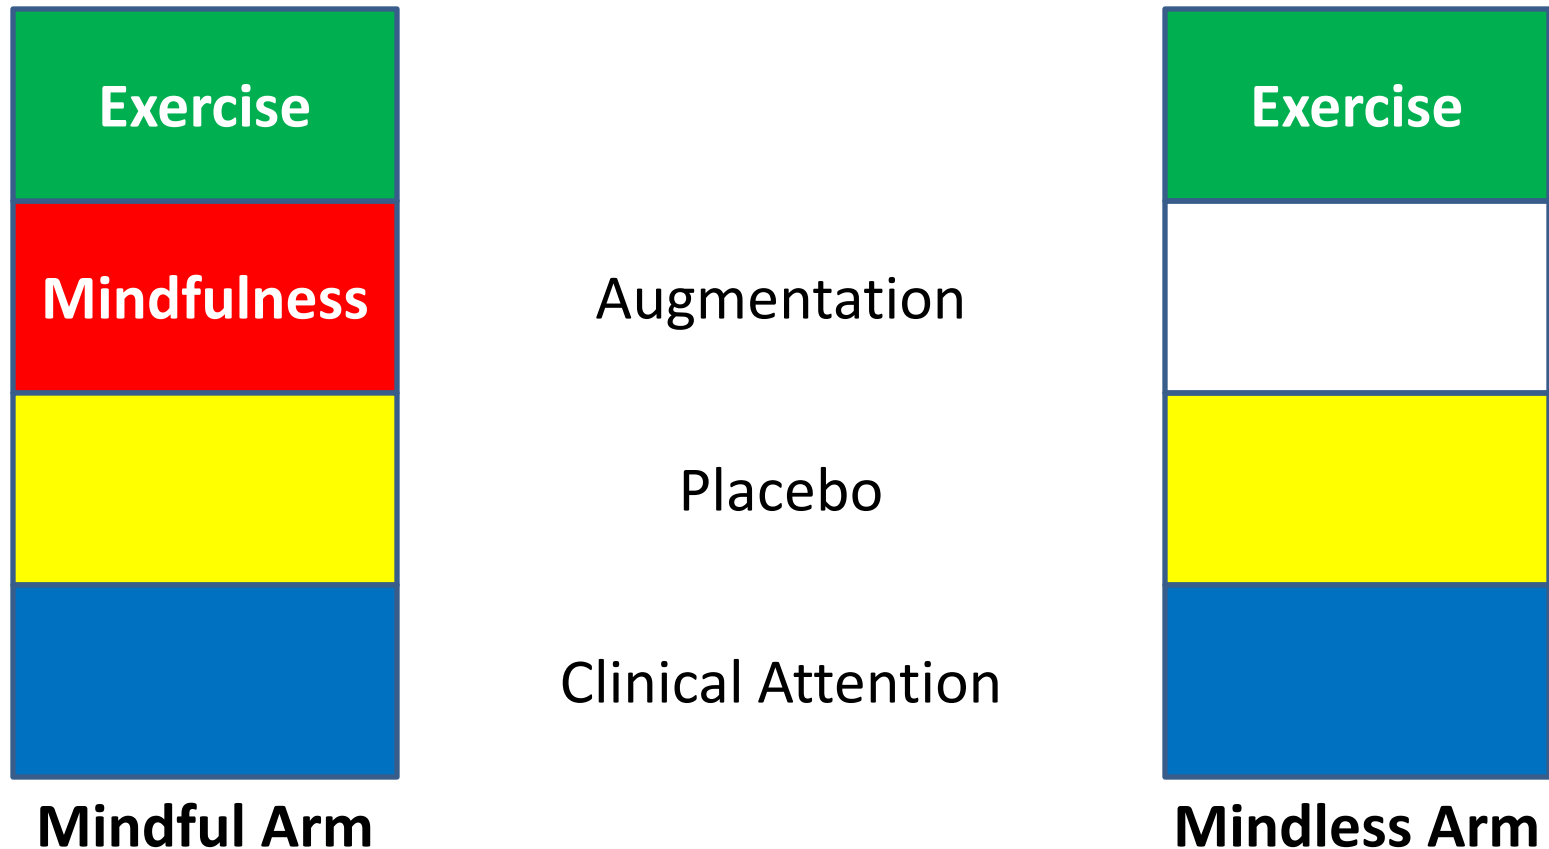 Exercise
Exercise
Mindfulness
Augmentation
Placebo
Clinical Attention
Mindful Arm
Mindless Arm